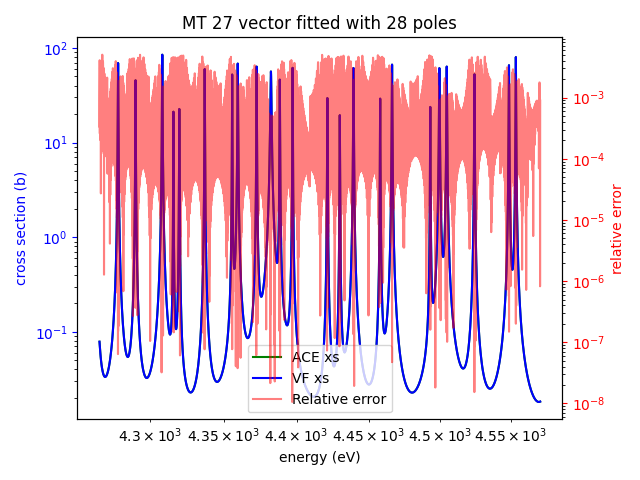 MT 27 vector fitted with 28 poles
10²
10¹
10⁰
10⁻¹
cross section (b)
10⁻³
10⁻⁴
10⁻⁵
10⁻⁶
10⁻⁷
10⁻⁸
relative error
ACE xs
VF xs
Relative error
4.3 × 10³ 4.35 × 10³ 4.4 × 10³ 4.45 × 10³ 4.5 × 10³ 4.55 × 10³
energy (eV)